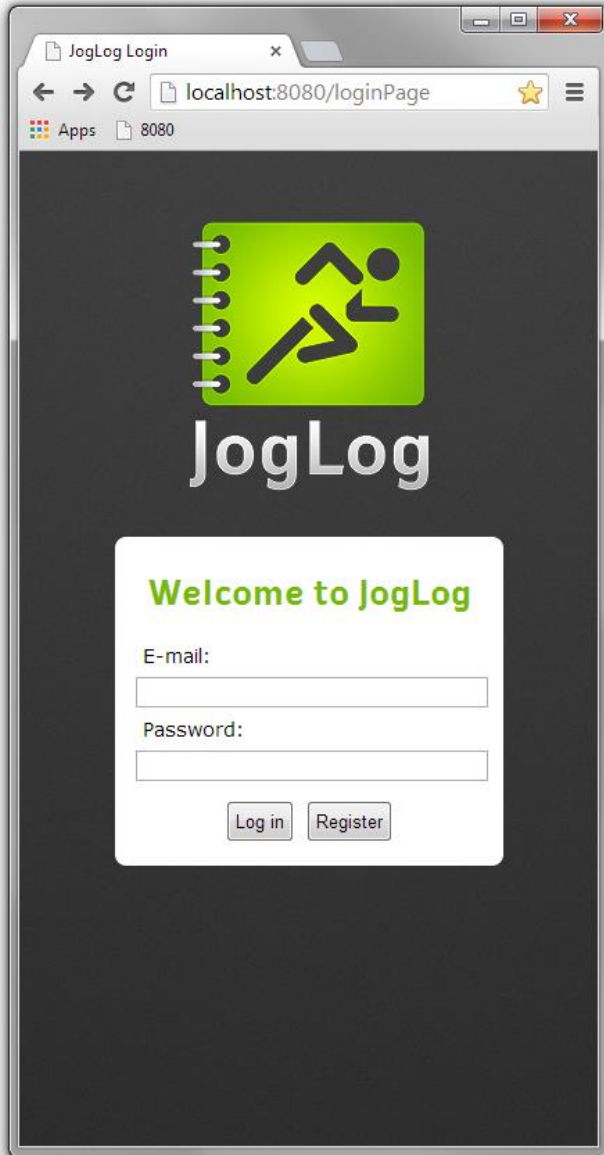 JogLog Login
localhost:8080/loginPage
Apps 8080
JogLog
Welcome to JogLog
E-mail:
Password:
Log in Register